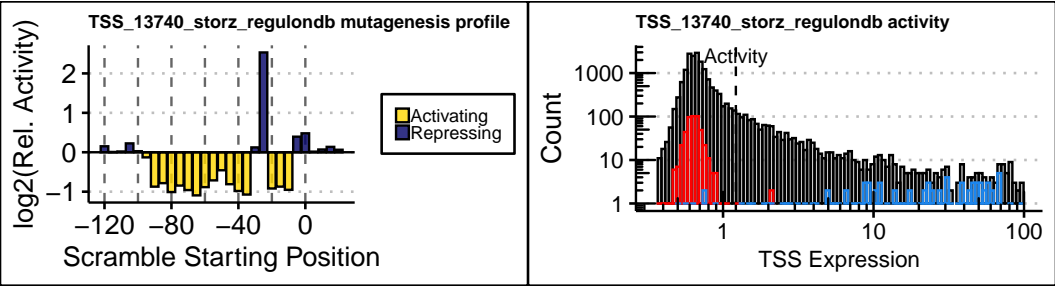 TSS_13740_storz_regulondb mutagenesis profile
log2(Rel. Activity)
2
1
0
−1
−120
−80
−40
0
Scramble Starting Position
Activating
Repressing
TSS_13740_storz_regulondb activity
Activity
Count
1000
100
10
1
1
10
100
TSS Expression